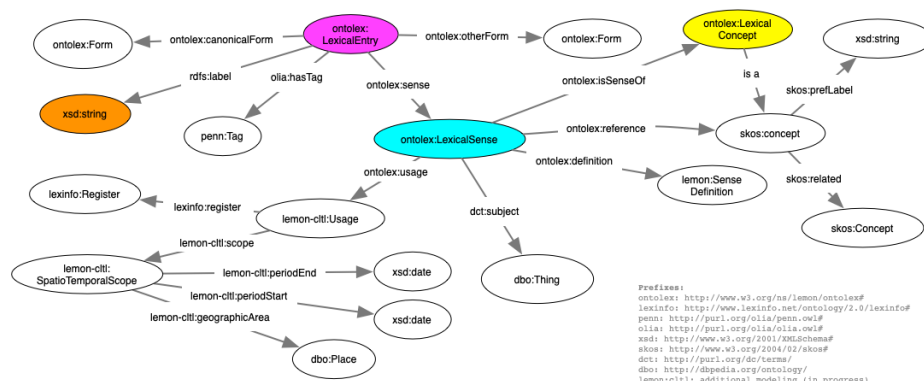 ontolex:
LexicalEntry
ontolex:Lexical
Concept
ontolex:Form
ontolex:canonicalForm
ontolex:otherForm
ontolex:Form
xsd:string
rdfs:label
olia:hasTag
ontolex:sense
ontolex:isSenseOf
is a
skos:prefLabel
xsd:string
penn:Tag
ontolex:LexicalSense
ontolex:reference
skos:concept
ontolex:definition
ontolex:usage
lemon:Sense
Definition
skos:related
lexinfo:Register
lexinfo:register
lemon-cltl:Usage
dct:subject
skos:Concept
lemon-cltl:scope
lemon-cltl:
SpatioTemporalScope
lemon-cltl:periodEnd
xsd:date
dbo:Thing
lemon-cltl:periodStart
xsd:date
lemon-cltl:geographicArea
dbo:Place
Prefixes:
ontolex: http://www.w3.org/ns/lemon/ontolex#
lexinfo: http://www.lexinfo.net/ontology/2.0/lexinfo#
penn: http://purl.org/olia/penn.owl#
olia: http://purl.org/olia/olia.owl#
xsd: http://www.w3.org/2001/XMLSchema#
skos: http://www.w3.org/2004/02/skos#
dct: http://purl.org/dc/terms/
dbo: http://dbpedia.org/ontology/
lemon-cltl: additional modeling (in progress)